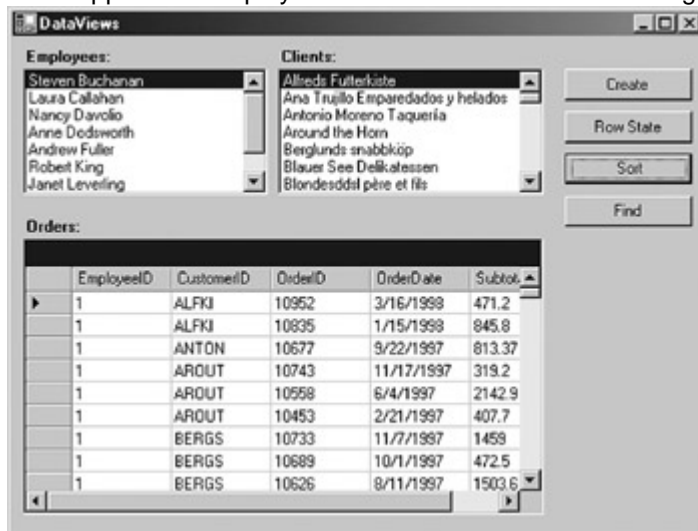 DataViews
Employees: Clients:
Steven Buchanan
Laura Callahan
Nancy Davolio
Anne Dodsworth
Andrew Fuller
Robert King
Janet Leverling
Alfreds Futterkiste
Ana Trujillo Emparedados y helados
Antonio Moreno Taquería
Around the Horn
Berglunds snabbköp
Blauer See Delikatessen
Blondesddsl père et fils
Create
Row State
Sort
Find
Orders:
EmployeeID CustomerID OrderID OrderDate Subtot
1 ALFKI 10952 3/16/1998 471.2
1 ALFKI 10835 1/15/1998 845.8
1 ANTON 10677 9/22/1997 813.37
1 AROUT 10743 11/17/1997 319.2
1 AROUT 10558 6/4/1997 2142.9
1 AROUT 10453 2/21/1997 407.7
1 BERGS 10733 11/7/1997 1459
1 BERGS 10689 10/1/1997 472.5
1 BERGS 10626 8/11/1997 1503.6